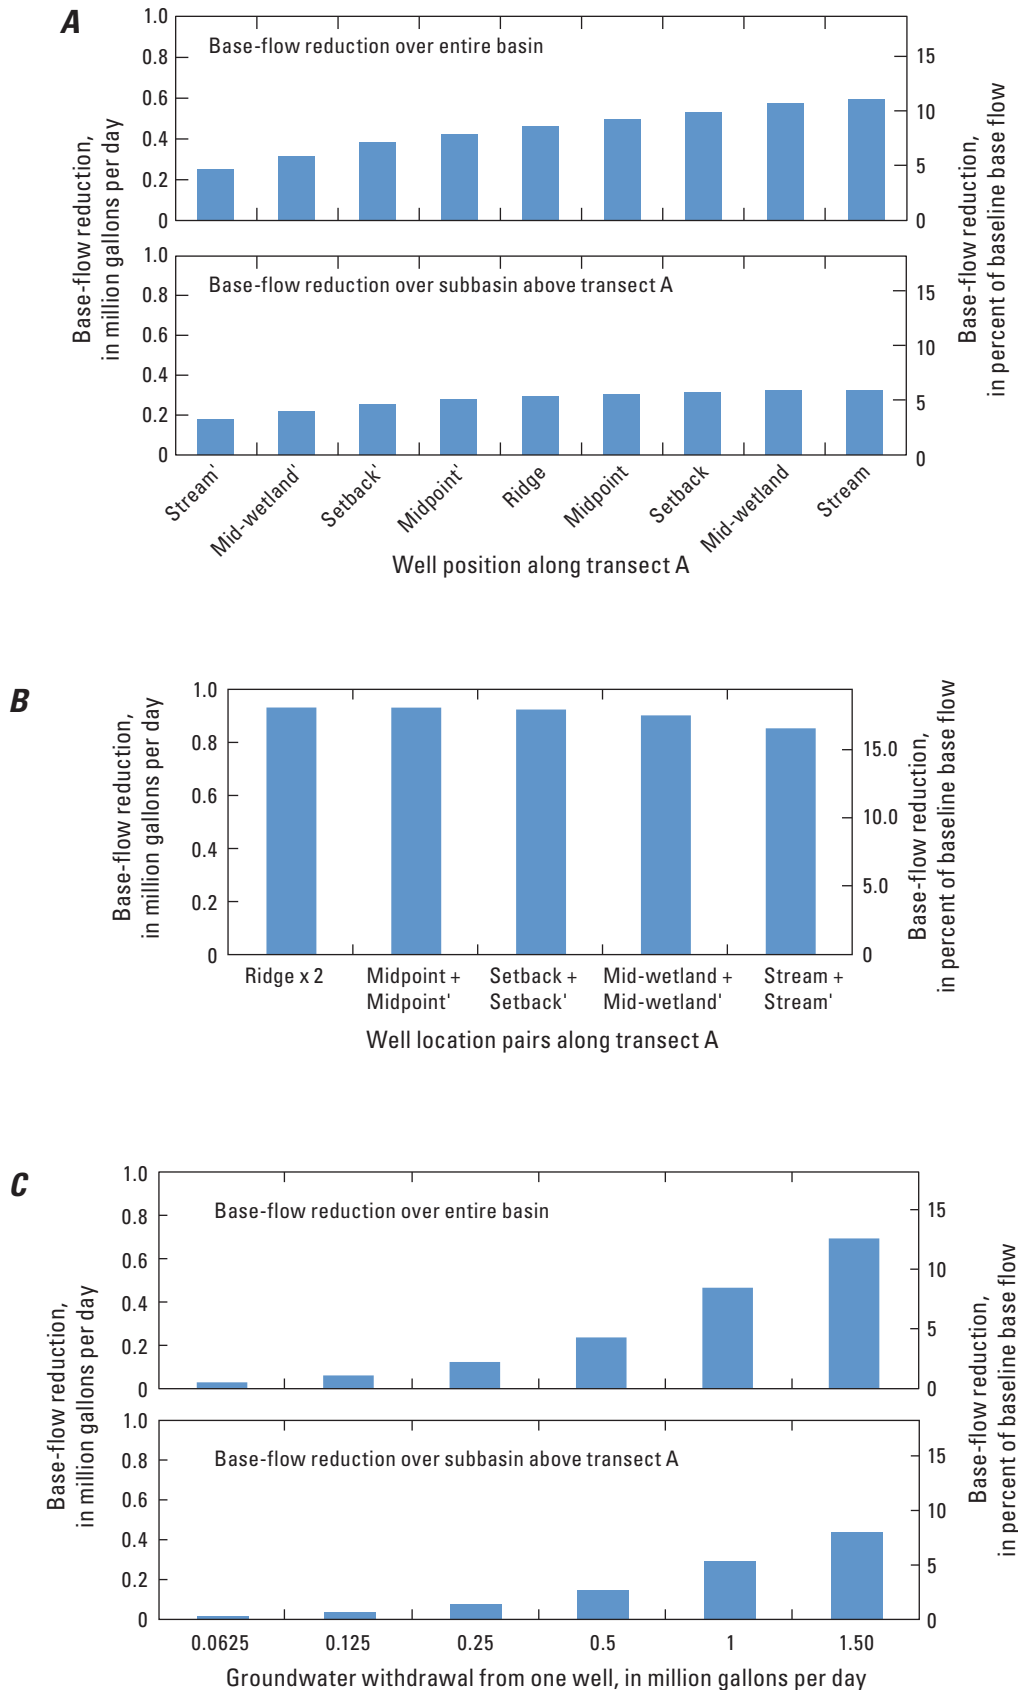 A
Base-flow reduction,
in million gallons per day
1.0
0.8
0.6
0.4
0.2
0
Base-flow reduction over entire basin
15
10
5
0
Base-flow reduction,
in percent of baseline base flow
1.0
0.8
0.6
0.4
0.2
0
Base-flow reduction over subbasin above transect A
15
10
5
0
Stream'
Mid-wetland'
Setback'
Midpoint'
Ridge
Midpoint
Setback
Mid-wetland
Stream
Well position along transect A
B
Base-flow reduction,
in million gallons per day
1.0
0.8
0.6
0.4
0.2
0
15.0
10.0
5.0
0
Base-flow reduction,
in percent of baseline base flow
Ridge x 2
Midpoint +
Midpoint'
Setback +
Setback'
Mid-wetland +
Mid-wetland'
Stream +
Stream'
Well location pairs along transect A
C
Base-flow reduction,
in million gallons per day
1.0
0.8
0.6
0.4
0.2
0
Base-flow reduction over entire basin
15
10
5
0
Base-flow reduction,
in percent of baseline base flow
1.0
0.8
0.6
0.4
0.2
0
Base-flow reduction over subbasin above transect A
15
10
5
0
0.0625
0.125
0.25
0.5
1
1.50
Groundwater withdrawal from one well, in million gallons per day